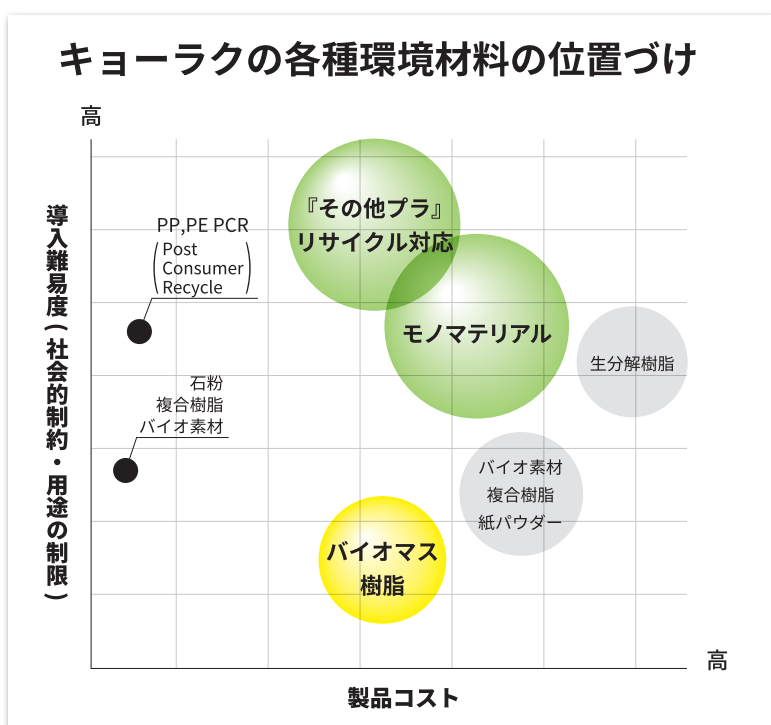 キョーラクの各種環境材料の位置づけ
高
導入難易度(社会的制約・用途の制限)
『その他プラ』
リサイクル対応
PP,PE PCR
(Post
Consumer
Recycle)
モノマテリアル
生分解樹脂
石粉
複合樹脂
バイオ素材
バイオ素材
複合樹脂
紙パウダー
バイオマス
樹脂
高
製品コスト